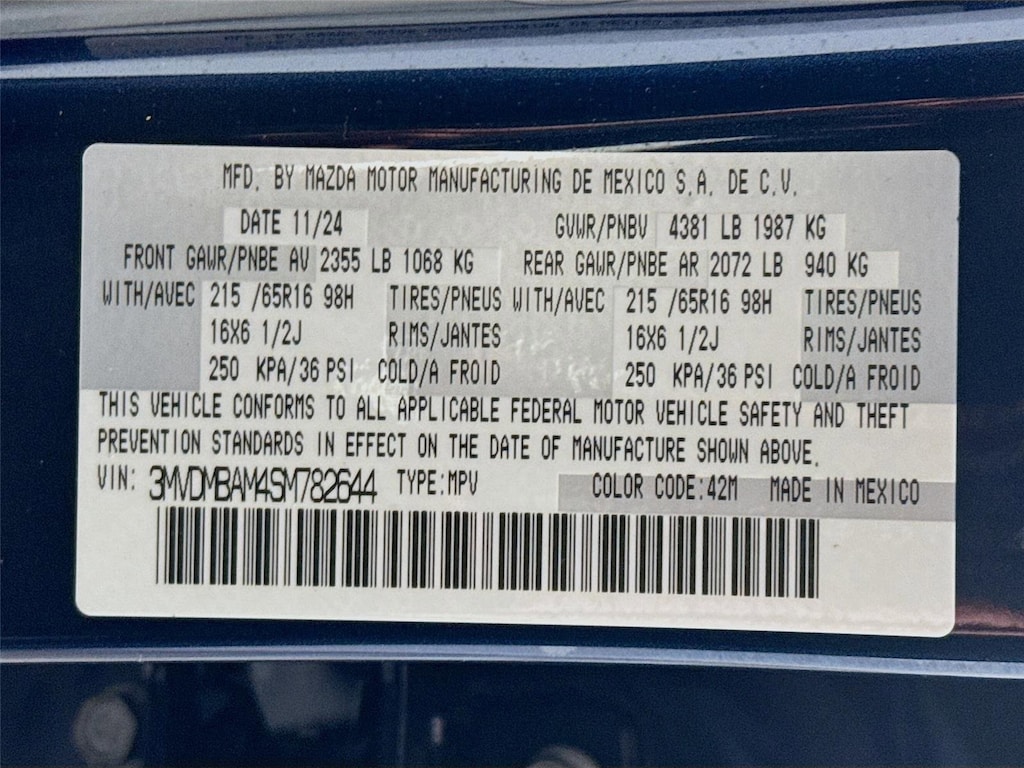 MFD. BY MAZDA MOTOR MANUFACTURING DE MEXICO S.A. DE C.V.
DATE 11/24 GVWR/PNBV 4381 LB 1987 KG
FRONT GAWR/PNBE AV 2355 LB 1068 KG REAR GAWR/PNBE AR 2072 LB 940 KG
WITH/AVEC 215 /65R16 98H TIRES/PNEUS WITH/AVEC 215 /65R16 98H TIRES/PNEUS
16X6 1/2J RIMS/JANTES 16X6 1/2J RIMS/JANTES
250 KPA/36 PSI COLD/A FROID 250 KPA/36 PSI COLD/A FROID
THIS VEHICLE CONFORMS TO ALL APPLICABLE FEDERAL MOTOR VEHICLE SAFETY AND THEFT
PREVENTION STANDARDS IN EFFECT ON THE DATE OF MANUFACTURE SHOWN ABOVE.
VIN: 3MVDMBAM4SM782644 TYPE:MPV COLOR CODE:42M MADE IN MEXICO